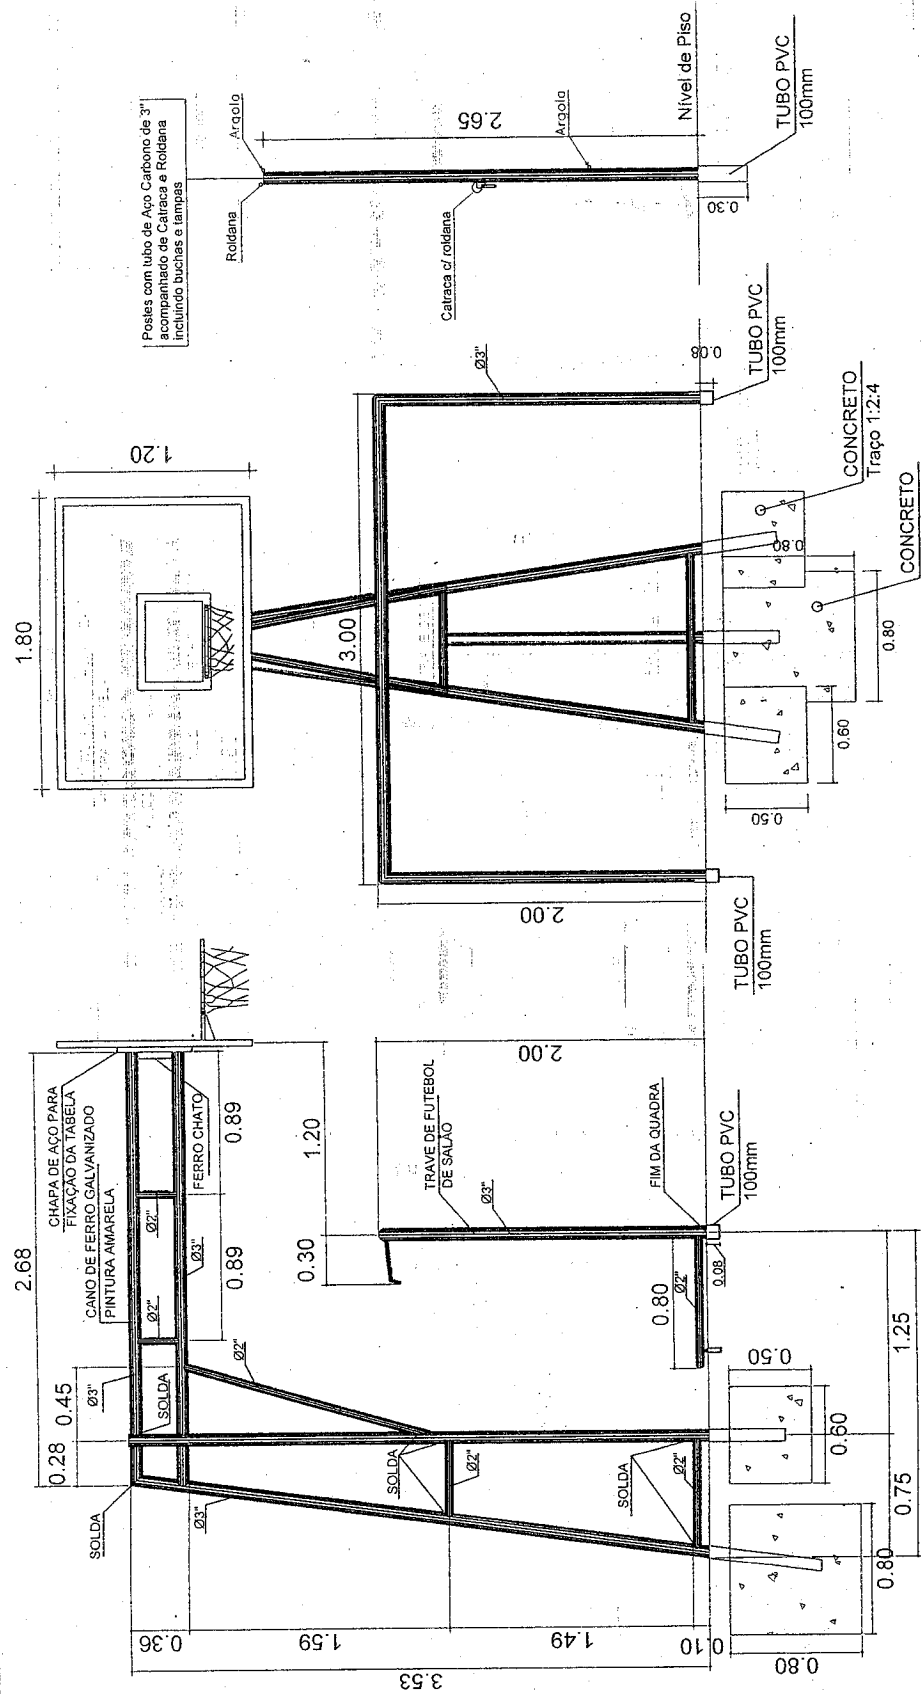 2.68
0.28
0.45
CHAPA DE AÇO PARA
FIXAÇÃO DA TABELA
CANO DE FERRO GALVANIZADO
PINTURA AMARELA
SOLDA
SOLDA
Ø3"
Ø3"
Ø2"
Ø2"
FERRO CHATO
0.89
0.89
Ø2"
Ø3"
SOLDA
Ø2"
SOLDA
Ø2"
0.36
1.59
1.49
0.10
3.53
0.80
0.80
0.75
0.60
0.50
1.25
0.30
1.20
2.00
TRAVE DE FUTEBOL
DE SALÃO
Ø3"
FIM DA QUADRA
0.80
Ø2"
0.08
TUBO PVC
100mm
1.80
1.20
3.00
2.00
Ø3"
0.08
TUBO PVC
100mm
TUBO PVC
100mm
0.50
0.60
0.80
0.80
CONCRETO
Traço 1:2:4
CONCRETO
Postes com tubo de Aço Carbono de 3"
acompanhado de Catraca e Roldana
incluindo buchas e tampas
Roldana
Argola
Catraca c/ roldana
Argola
2.65
Nível de Piso
0.30
TUBO PVC
100mm